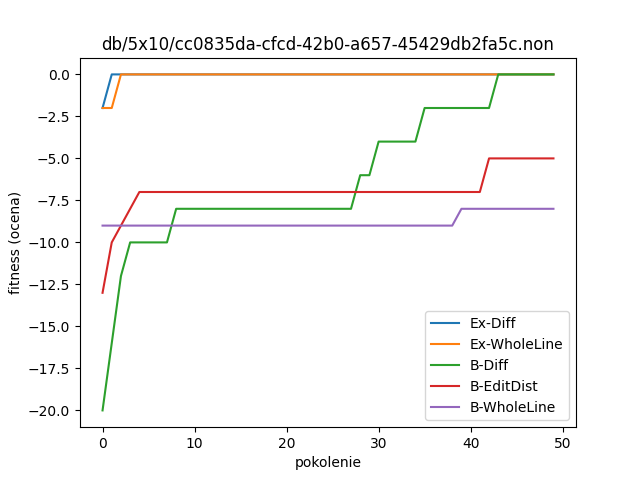 db/5x10/cc0835da-cfcd-42b0-a657-45429db2fa5c.non
0.0
−2.5
−5.0
−7.5
−10.0
−12.5
−15.0
−17.5
−20.0
fitness (ocena)
Ex-Diff
Ex-WholeLine
B-Diff
B-EditDist
B-WholeLine
0 10 20 30 40 50
pokolenie